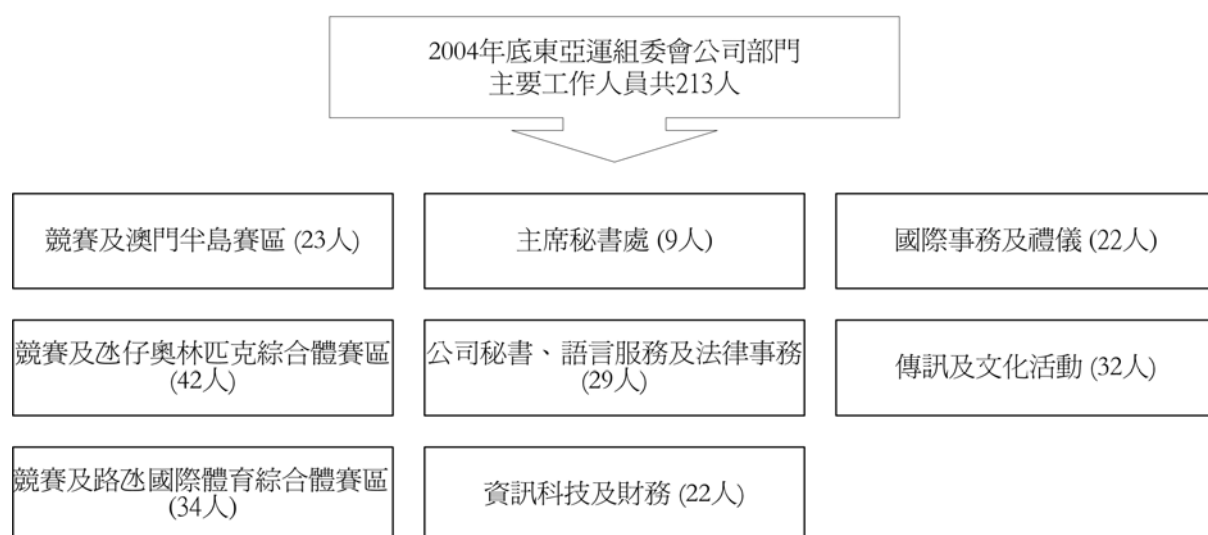 2004年底東亞運組委會公司部門
主要工作人員共213人
競賽及澳門半島賽區 (23人)
主席秘書處 (9人)
國際事務及禮儀 (22人)
競賽及氹仔奧林匹克綜合體賽區
(42人)
公司秘書、語言服務及法律事務
(29人)
傳訊及文化活動 (32人)
競賽及路氹國際體育綜合體賽區
(34人)
資訊科技及財務 (22人)